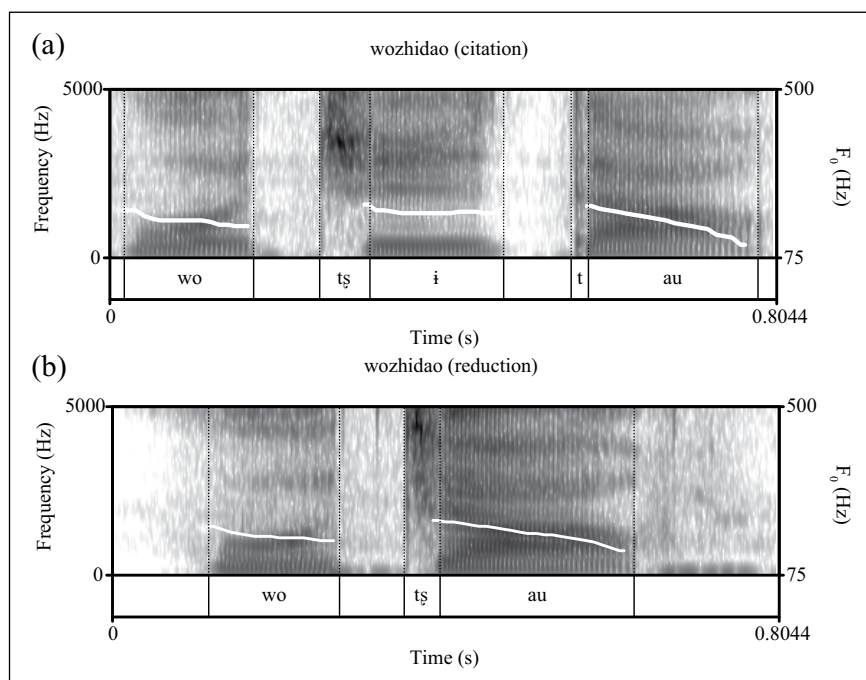 (a)
wozhidao (citation)
5000
500
Frequency (Hz)
F₀ (Hz)
0
75
wo tʂ ɨ t au
0
0.8044
Time (s)
(b)
wozhidao (reduction)
5000
500
Frequency (Hz)
F₀ (Hz)
0
75
wo tʂ au
0
0.8044
Time (s)